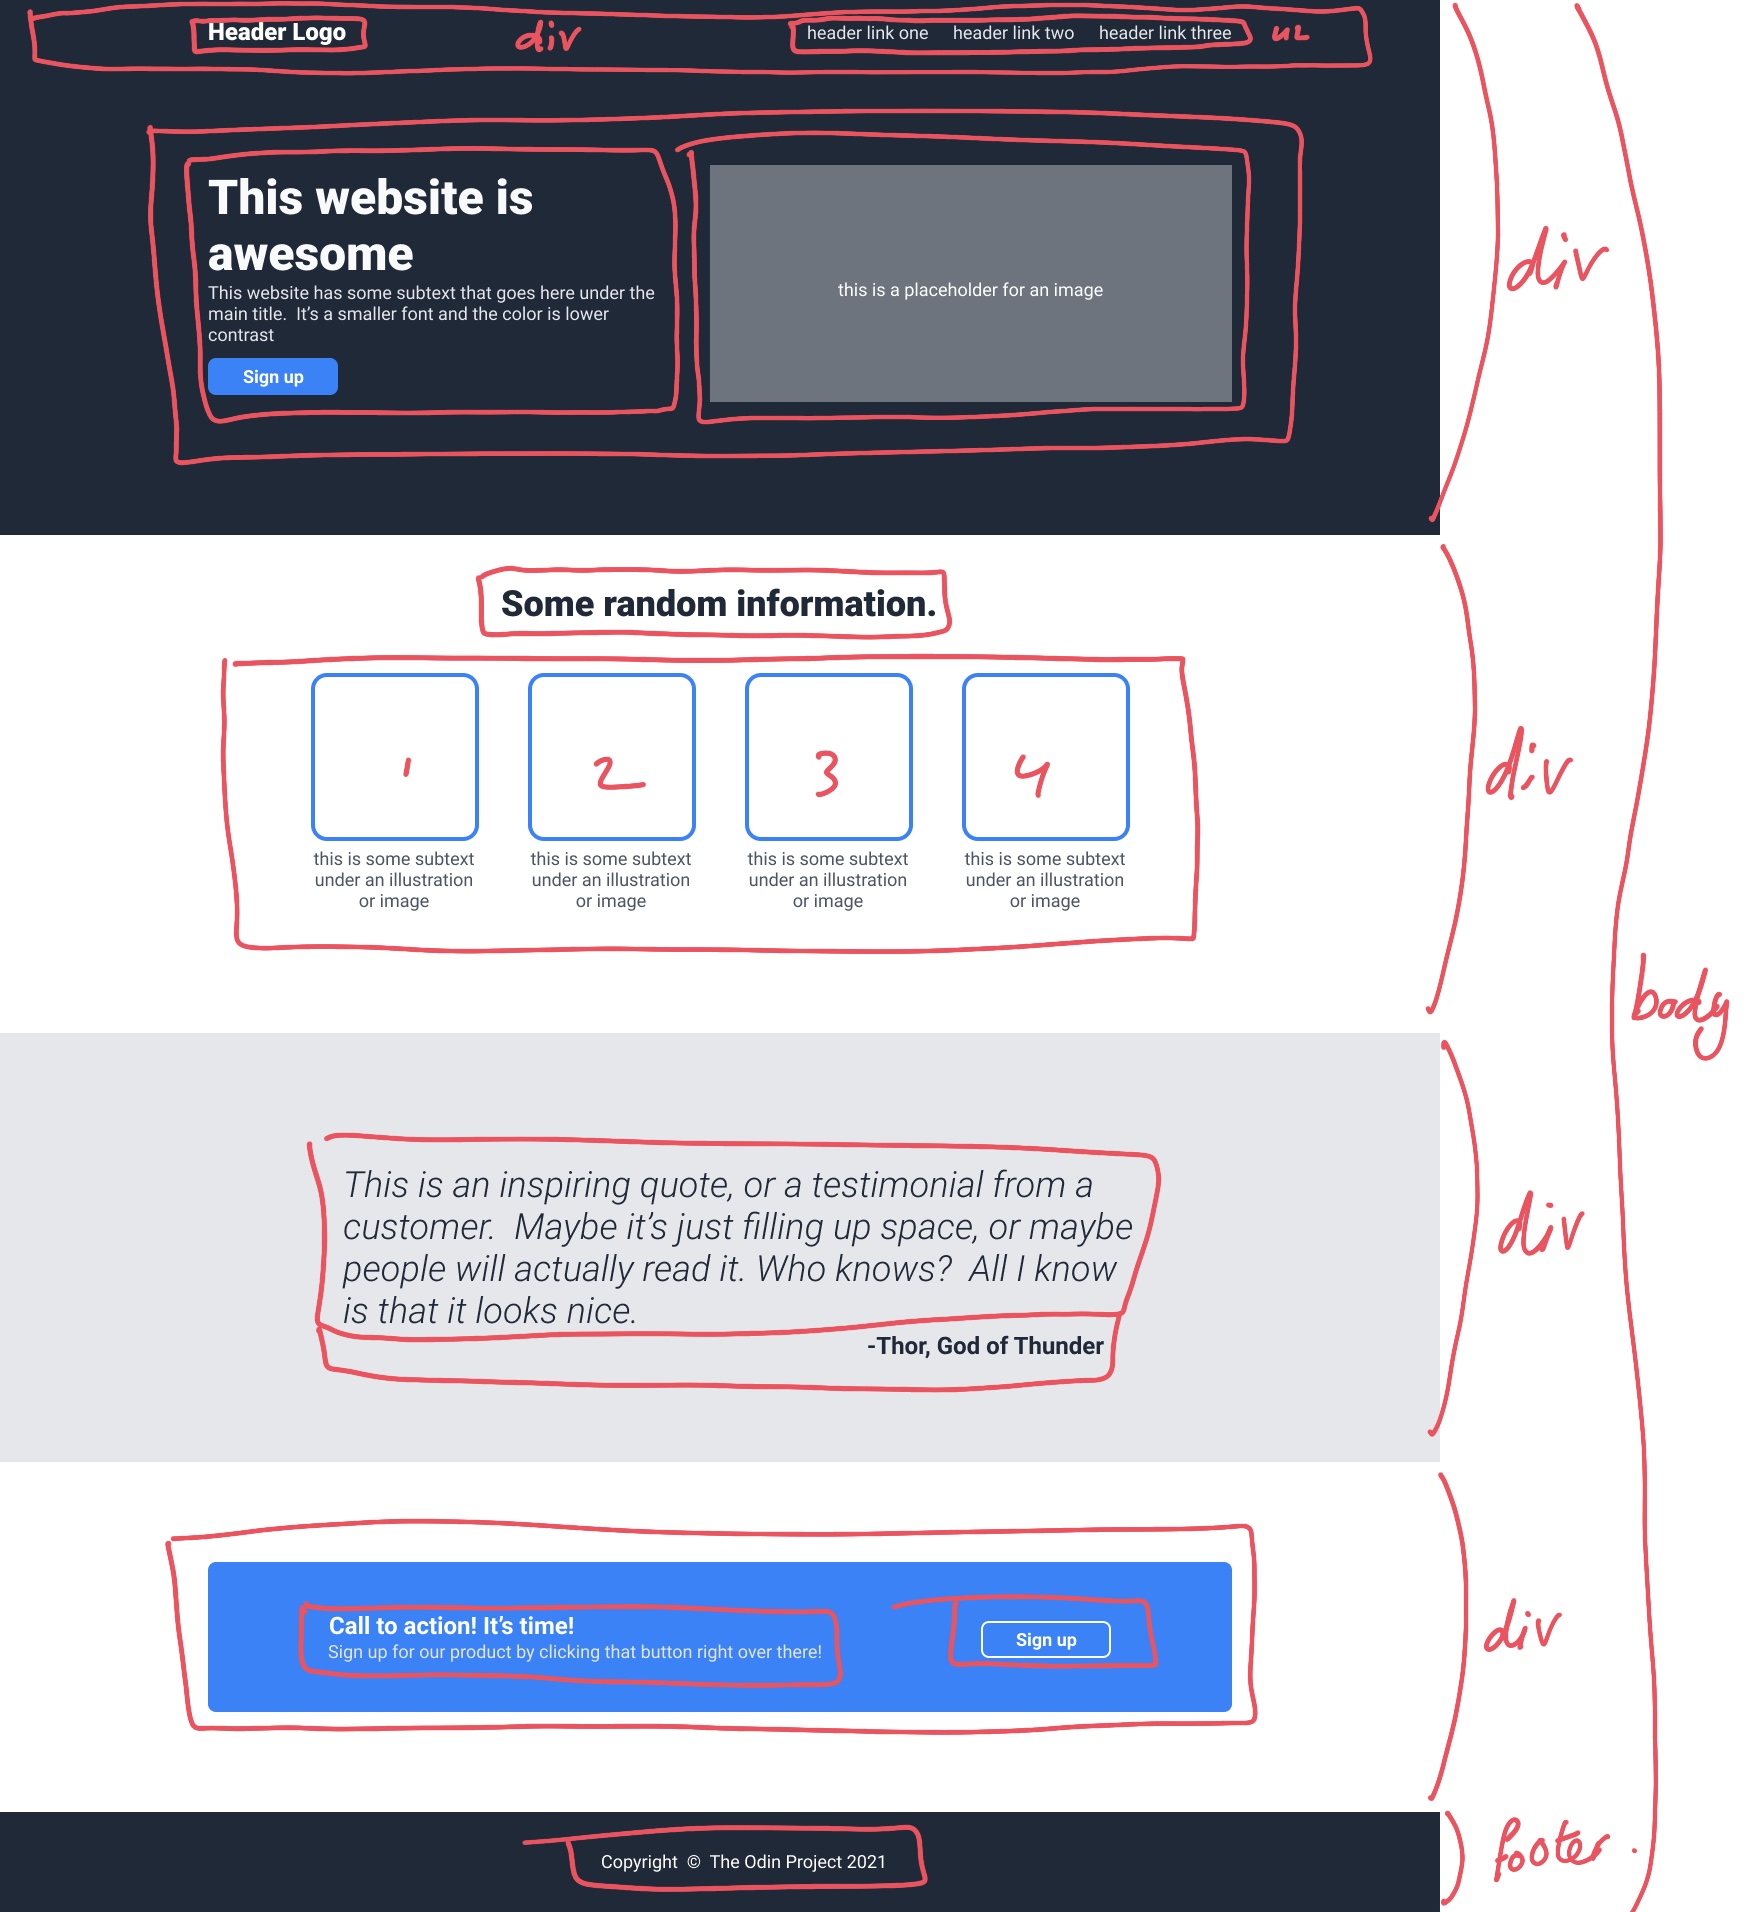 Header Logo
div
header link one header link two header link three
UL
This website is
awesome
This website has some subtext that goes here under the
main title. It’s a smaller font and the color is lower
contrast
Sign up
this is a placeholder for an image
div
Some random information.
1 2 3 4
this is some subtext
under an illustration
or image
this is some subtext
under an illustration
or image
this is some subtext
under an illustration
or image
this is some subtext
under an illustration
or image
div
body
This is an inspiring quote, or a testimonial from a
customer. Maybe it’s just filling up space, or maybe
people will actually read it. Who knows? All I know
is that it looks nice.
-Thor, God of Thunder
div
Call to action! It’s time!
Sign up for our product by clicking that button right over there!
Sign up
div
Copyright © The Odin Project 2021
footer.